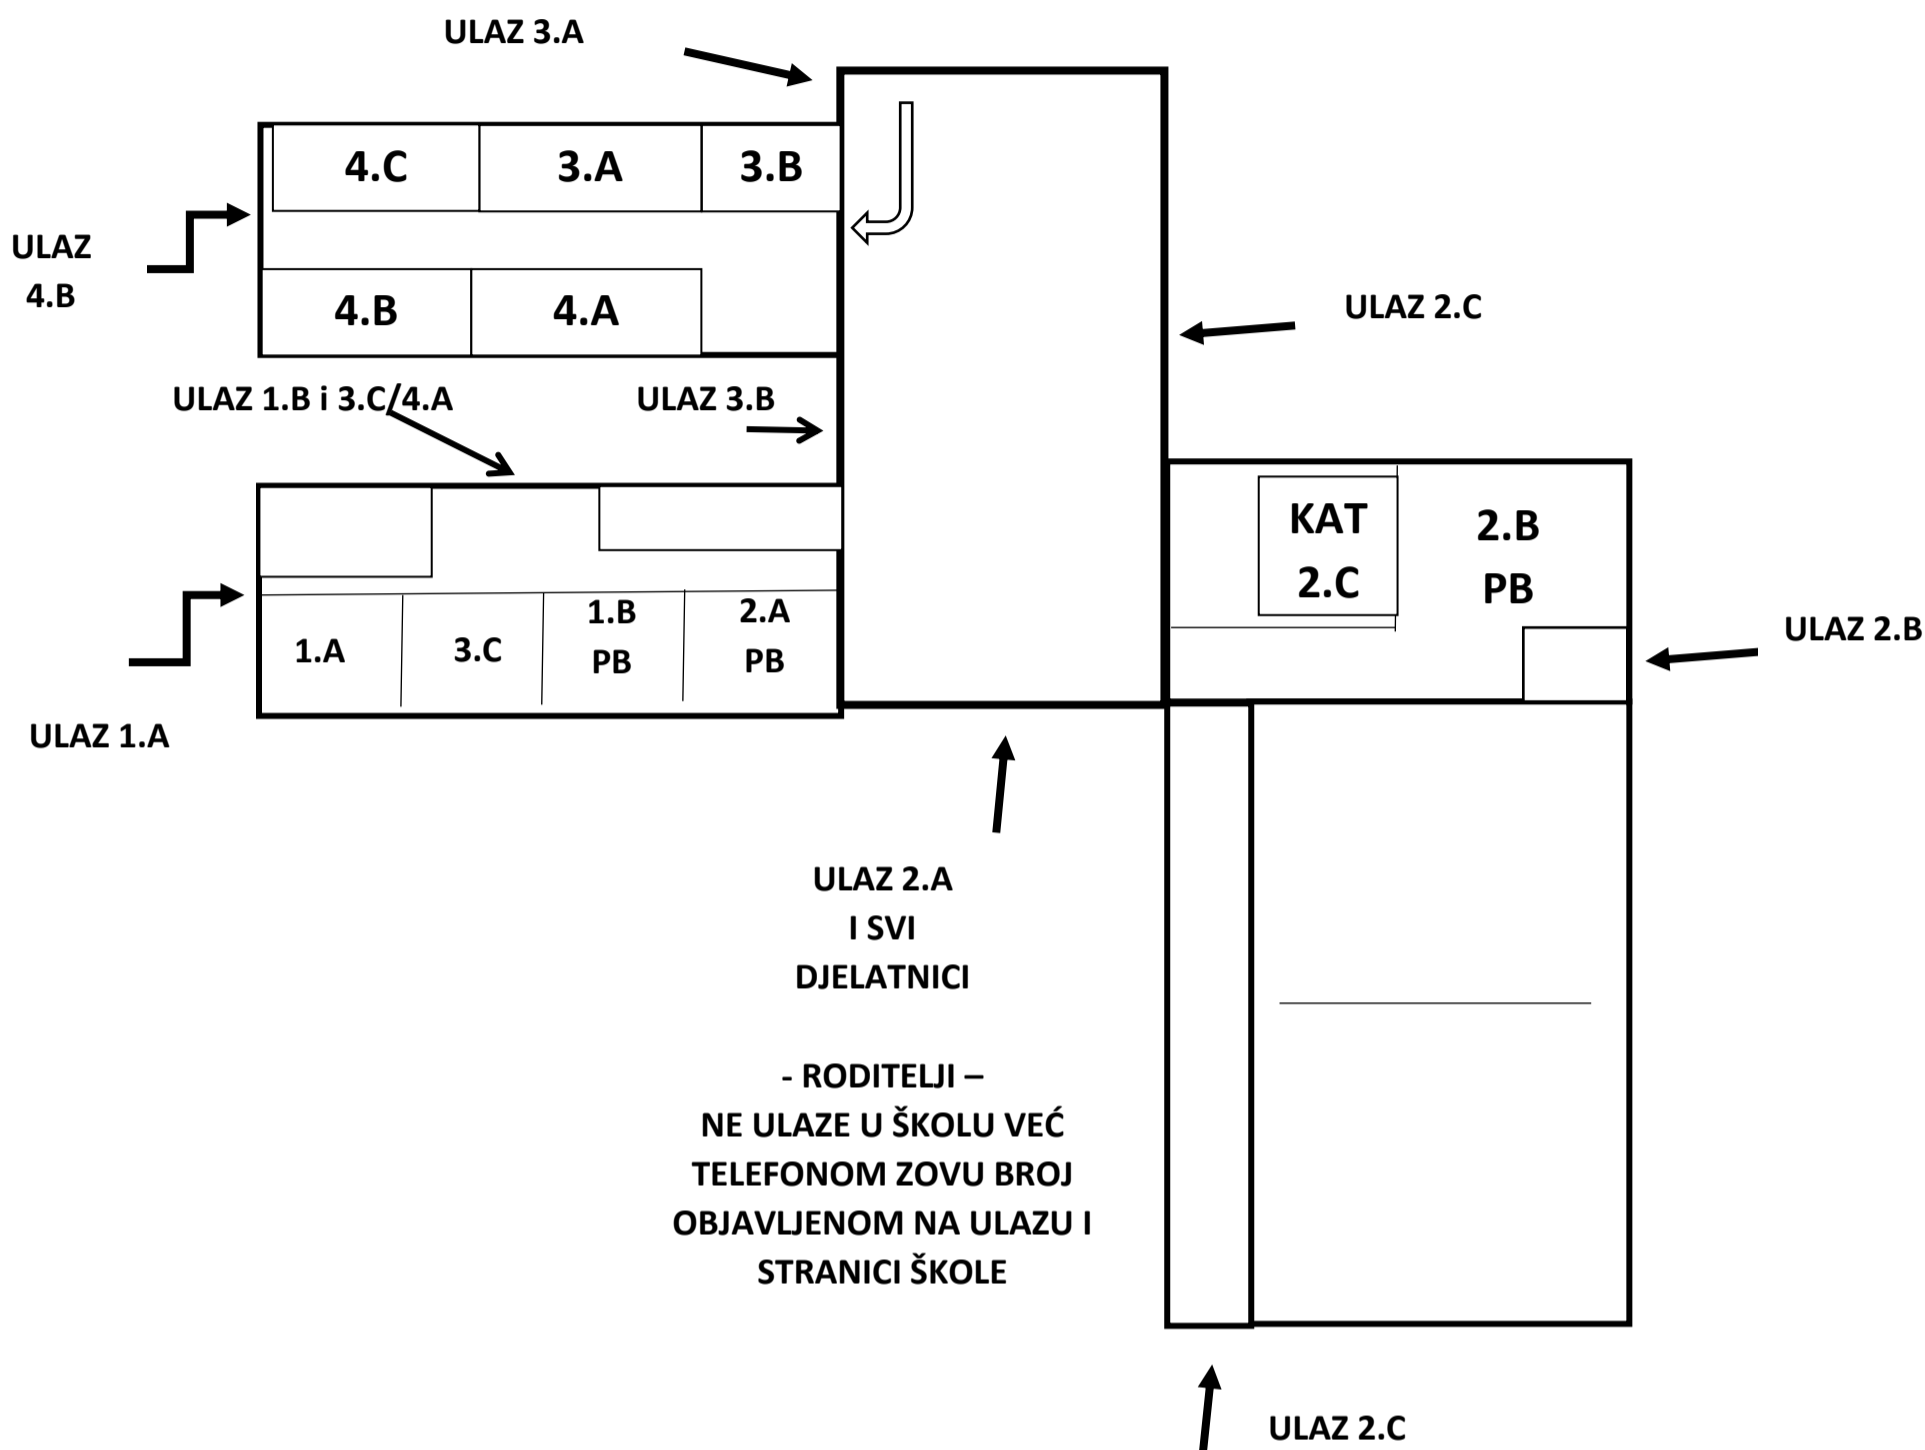 ULAZ 3.A
4.C 3.A 3.B
ULAZ
4.B
4.B 4.A
ULAZ 2.C
ULAZ 1.B i 3.C/4.A
ULAZ 3.B
KAT
2.C
2.B
PB
1.A
3.C
1.B
PB
2.A
PB
ULAZ 2.B
ULAZ 1.A
ULAZ 2.A
I SVI
DJELATNICI
- RODITELJI –
NE ULAZE U ŠKOLU VEĆ
TELEFONOM ZOVU BROJ
OBJAVLJENOM NA ULAZU I
STRANICI ŠKOLE
ULAZ 2.C